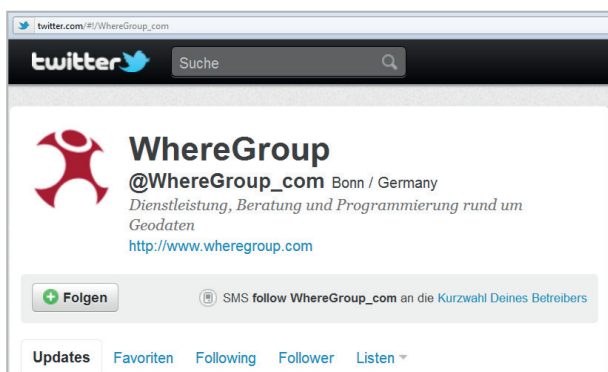 twitter.com/#!/WhereGroup_com
twitter
Suche
WhereGroup
@WhereGroup_com Bonn / Germany
Dienstleistung, Beratung und Programmierung rund um
Geodaten
http://www.wheregroup.com
Folgen
SMS follow WhereGroup_com an die Kurzwahl Deines Betreibers
Updates Favoriten Following Follower Listen